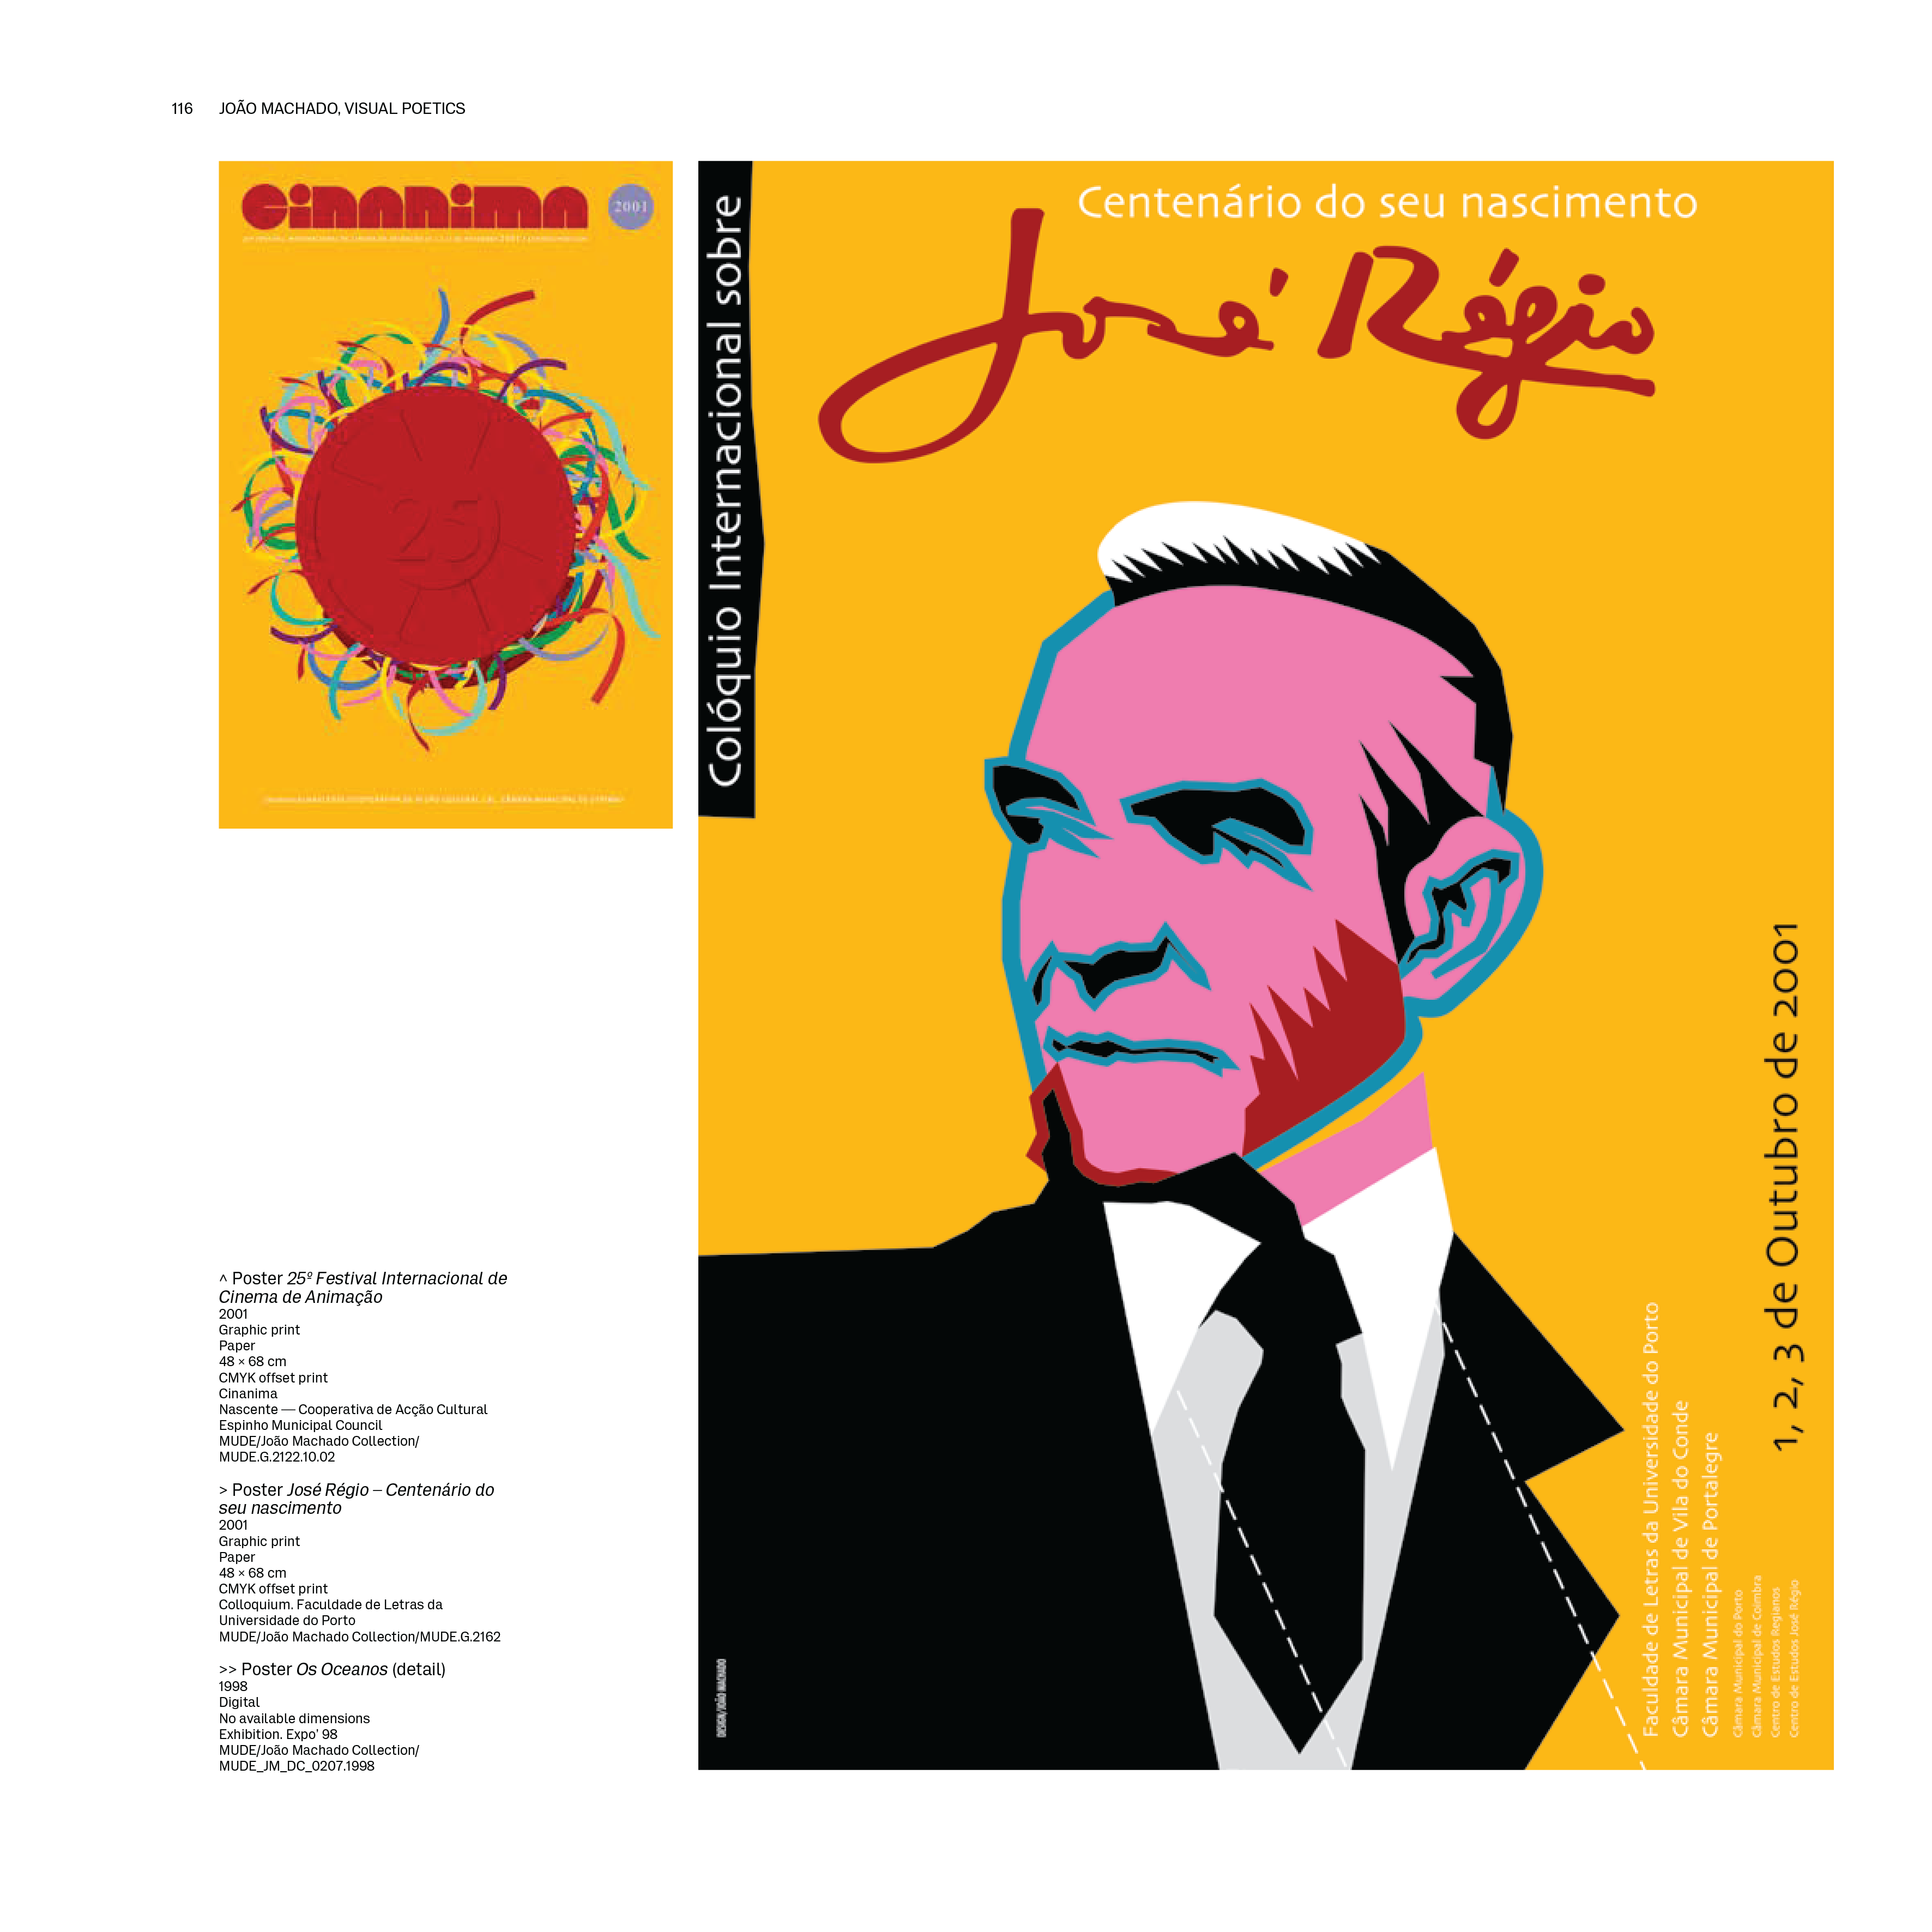 116 JOÃO MACHADO, VISUAL POETICS
CINANIMA
2001
25
Colóquio Internacional sobre
Centenário do seu nascimento
José Régio
1, 2, 3 de Outubro de 2001
Faculdade de Letras da Universidade do Porto
Câmara Municipal de Vila do Conde
Câmara Municipal de Portalegre
Câmara Municipal do Porto
Câmara Municipal de Coimbra
Centro de Estudos Regianos
Centro de Estudos José Régio
DESIGN/JOÃO MACHADO
^ Poster 25º Festival Internacional de
Cinema de Animação
2001
Graphic print
Paper
48 × 68 cm
CMYK offset print
Cinanima
Nascente — Cooperativa de Acção Cultural
Espinho Municipal Council
MUDE/João Machado Collection/
MUDE.G.2122.10.02
> Poster José Régio – Centenário do
seu nascimento
2001
Graphic print
Paper
48 × 68 cm
CMYK offset print
Colloquium. Faculdade de Letras da
Universidade do Porto
MUDE/João Machado Collection/MUDE.G.2162
>> Poster Os Oceanos (detail)
1998
Digital
No available dimensions
Exhibition. Expo' 98
MUDE/João Machado Collection/
MUDE_JM_DC_0207.1998